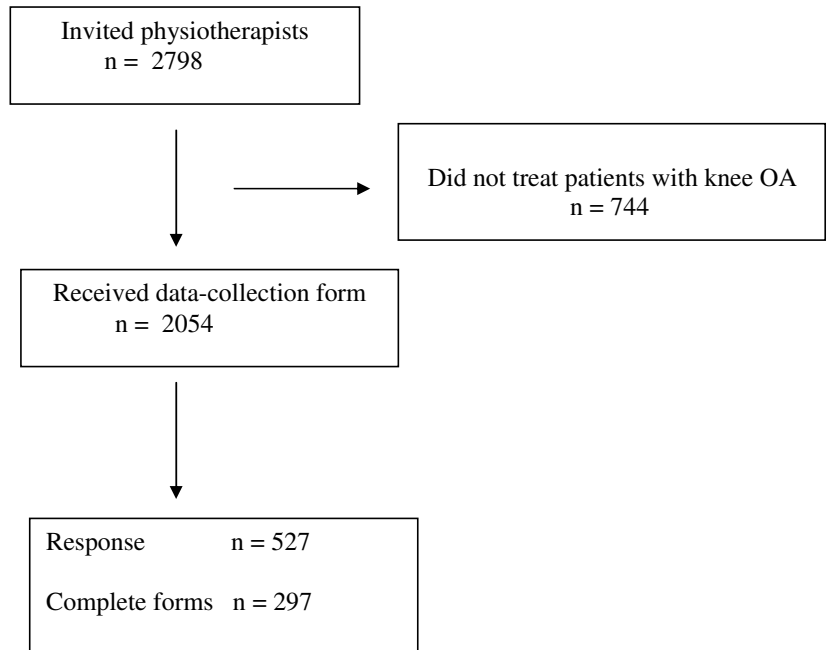 Invited physiotherapists
n = 2798
Did not treat patients with knee OA
n = 744
Received data-collection form
n = 2054
Response n = 527
Complete forms n = 297